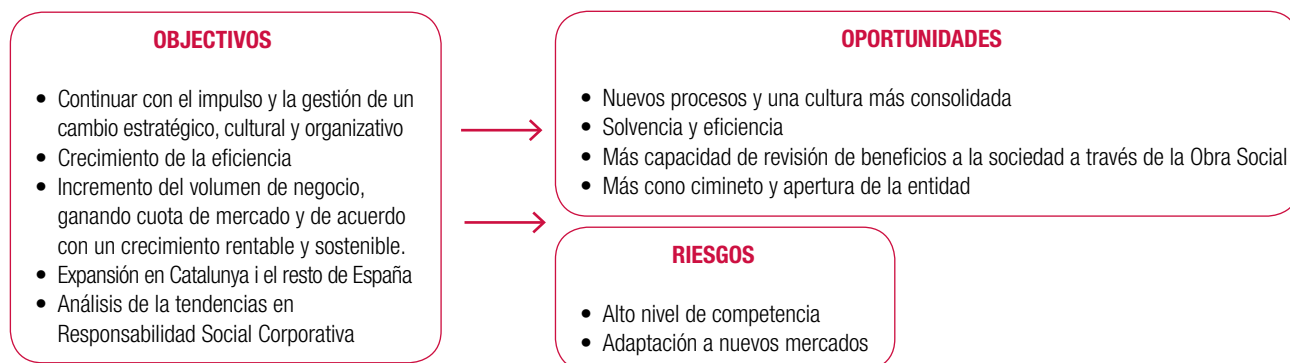 OBJECTIVOS
• Continuar con el impulso y la gestión de un
cambio estratégico, cultural y organizativo
• Crecimiento de la eficiencia
• Incremento del volumen de negocio,
ganando cuota de mercado y de acuerdo
con un crecimiento rentable y sostenible.
• Expansión en Catalunya i el resto de España
• Análisis de la tendencias en
Responsabilidad Social Corporativa
OPORTUNIDADES
• Nuevos procesos y una cultura más consolidada
• Solvencia y eficiencia
• Más capacidad de revisión de beneficios a la sociedad a través de la Obra Social
• Más cono cimineto y apertura de la entidad
RIESGOS
• Alto nivel de competencia
• Adaptación a nuevos mercados